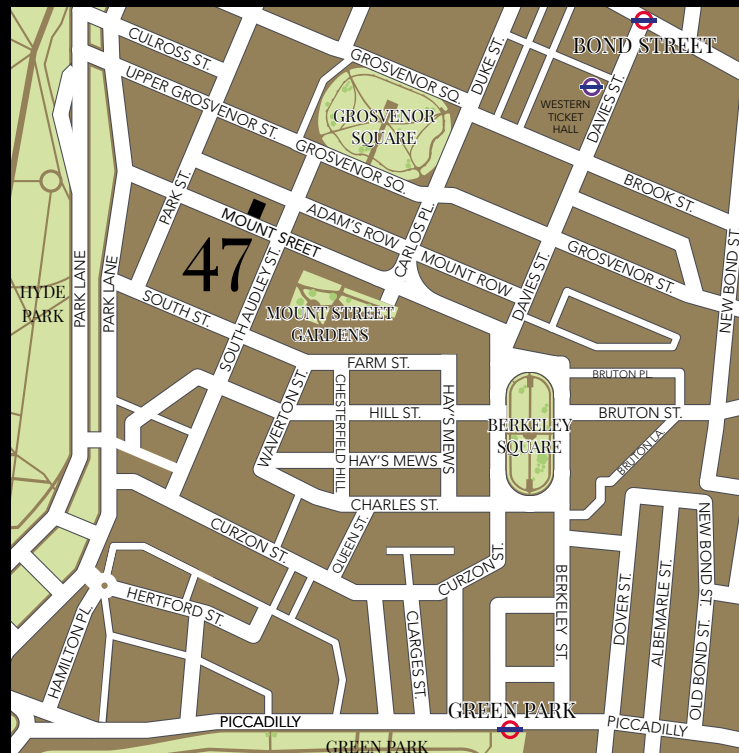 BOND STREET
CULROSS ST.
GROSVENOR SQ.
DUKE ST.
UPPER GROSVENOR ST.
WESTERN
TICKET
HALL
DAVIES ST.
GROSVENOR
SQUARE
GROSVENOR SQ.
BROOK ST.
PARK ST.
ADAM'S ROW
CARLOS PL.
MOUNT SREET
47
MOUNT ROW
GROSVENOR ST.
DAVIES ST.
NEW BOND ST.
HYDE
PARK
PARK LANE
PARK LANE
SOUTH ST.
SOUTH AUDLEY ST.
MOUNT STREET
GARDENS
FARM ST.
BRUTON PL.
WAVERTON ST.
CHESTERFIELD HILL
HILL ST.
HAY'S MEWS
BERKELEY
SQUARE
BRUTON ST.
HAY'S MEWS
BRUTON LA.
CHARLES ST.
CURZON ST.
QUEEN ST.
CURZON ST.
NEW BOND ST.
HERTFORD ST.
HAMILTON PL.
CLARGES ST.
BERKELEY ST.
DOVER ST.
ALBEMARLE ST.
OLD BOND ST.
GREEN PARK
PICCADILLY
PICCADILLY
GREEN PARK